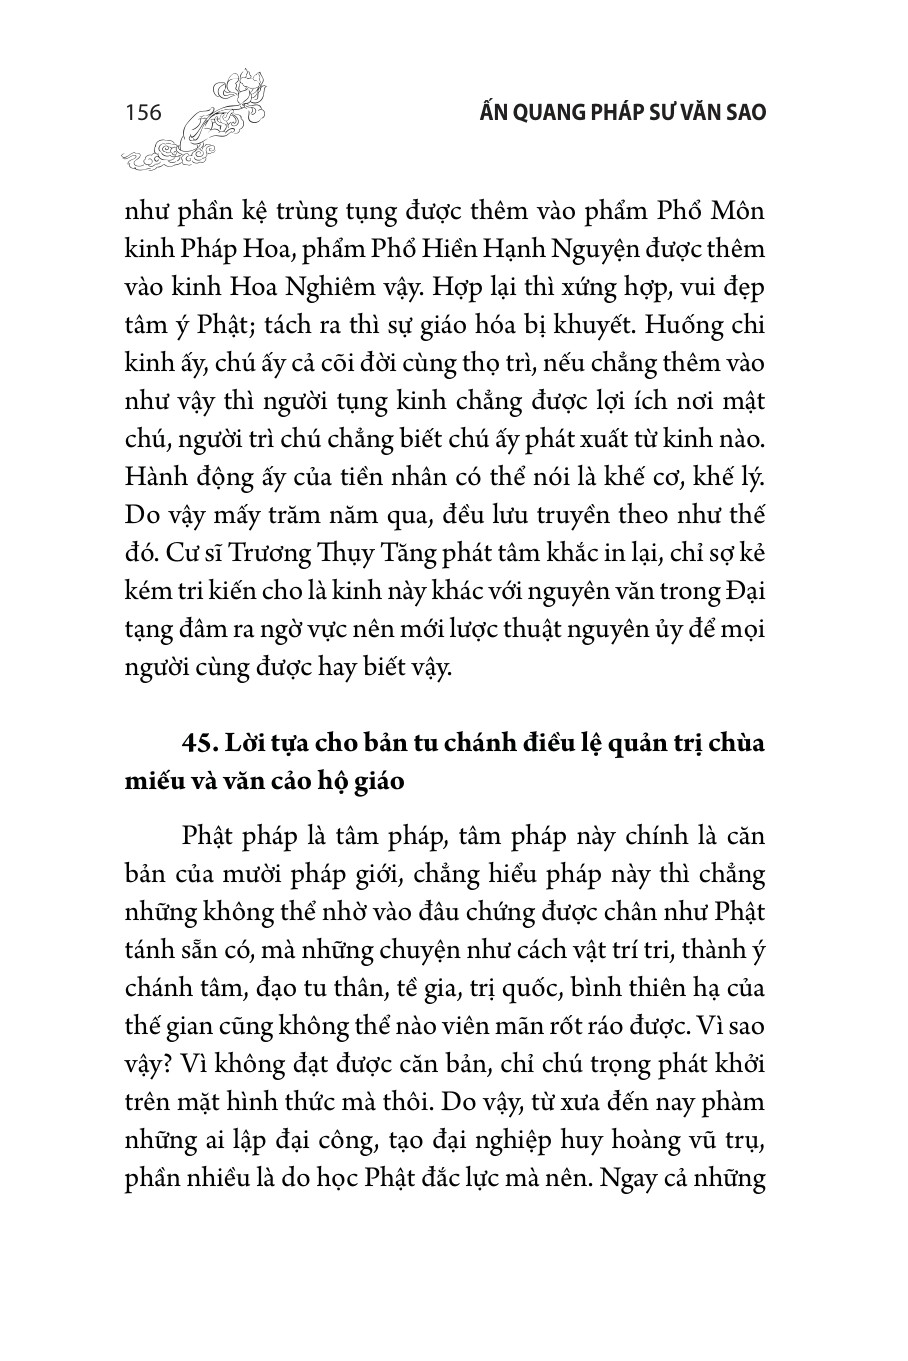 156
ẤN QUANG PHÁP SƯ VĂN SAO
như phần kệ trùng tụng được thêm vào phẩm Phổ Môn
kinh Pháp Hoa, phẩm Phổ Hiền Hạnh Nguyện được thêm
vào kinh Hoa Nghiêm vậy. Hợp lại thì xứng hợp, vui đẹp
tâm ý Phật; tách ra thì sự giáo hóa bị khuyết. Huống chi
kinh ấy, chú ấy cả cõi đời cùng thọ trì, nếu chẳng thêm vào
như vậy thì người tụng kinh chẳng được lợi ích nơi mật
chú, người trì chú chẳng biết chú ấy phát xuất từ kinh nào.
Hành động ấy của tiền nhân có thể nói là khế cơ, khế lý.
Do vậy mấy trăm năm qua, đều lưu truyền theo như thế
đó. Cư sĩ Trương Thụy Tăng phát tâm khắc in lại, chỉ sợ kẻ
kém tri kiến cho là kinh này khác với nguyên văn trong Đại
tạng đâm ra ngờ vực nên mới lược thuật nguyên ủy để mọi
người cùng được hay biết vậy.
45. Lời tựa cho bản tu chánh điều lệ quản trị chùa
miếu và văn cảo hộ giáo
Phật pháp là tâm pháp, tâm pháp này chính là căn
bản của mười pháp giới, chẳng hiểu pháp này thì chẳng
những không thể nhờ vào đâu chứng được chân như Phật
tánh sẵn có, mà những chuyện như cách vật trí tri, thành ý
chánh tâm, đạo tu thân, tề gia, trị quốc, bình thiên hạ của
thế gian cũng không thể nào viên mãn rốt ráo được. Vì sao
vậy? Vì không đạt được căn bản, chỉ chú trọng phát khởi
trên mặt hình thức mà thôi. Do vậy, từ xưa đến nay phàm
những ai lập đại công, tạo đại nghiệp huy hoàng vũ trụ,
phần nhiều là do học Phật đắc lực mà nên. Ngay cả những